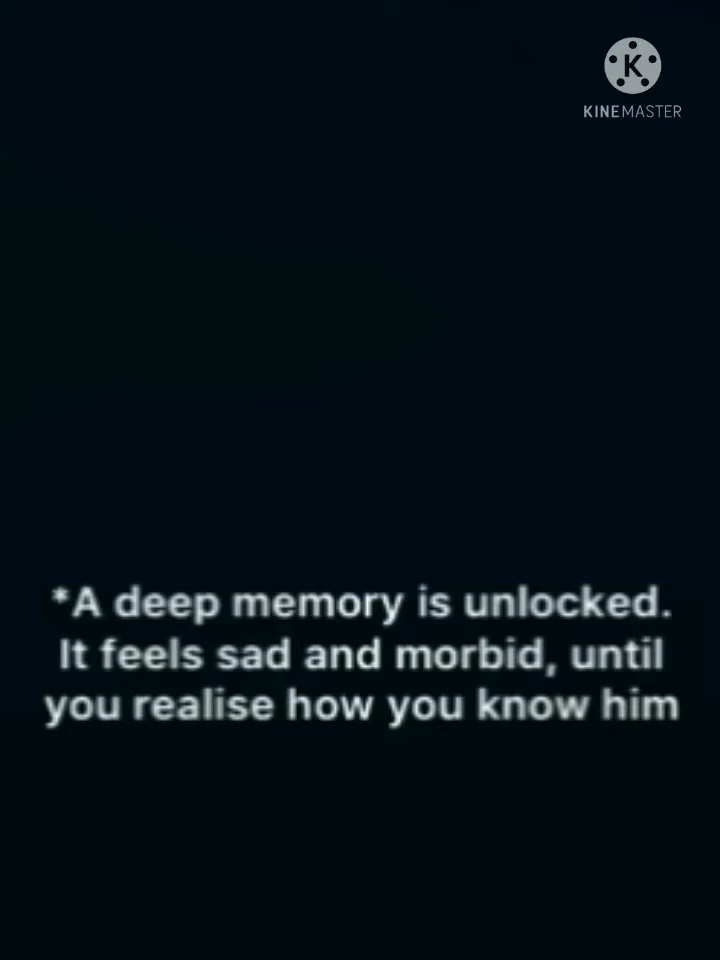 K
KINEMASTER
*A deep memory is unlocked.
It feels sad and morbid, until
you realise how you know him